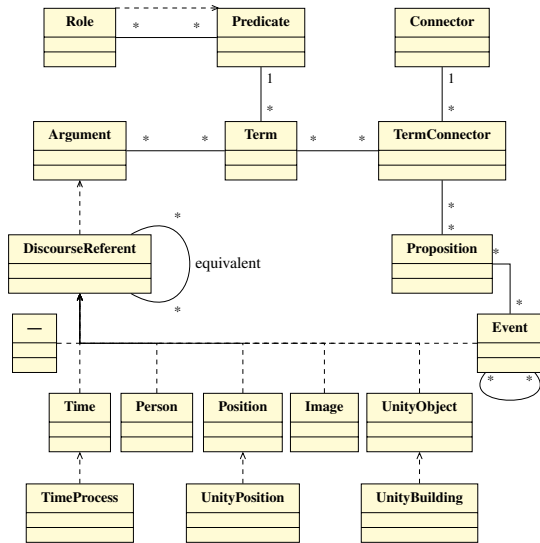 Role
Predicate
Connector
* *
1
*
1
*
Argument
Term
TermConnector
* *
* *
*
*
DiscourseReferent
Proposition
*
equivalent
*
*
*
—
Event
* *
Time
Person
Position
Image
UnityObject
TimeProcess
UnityPosition
UnityBuilding